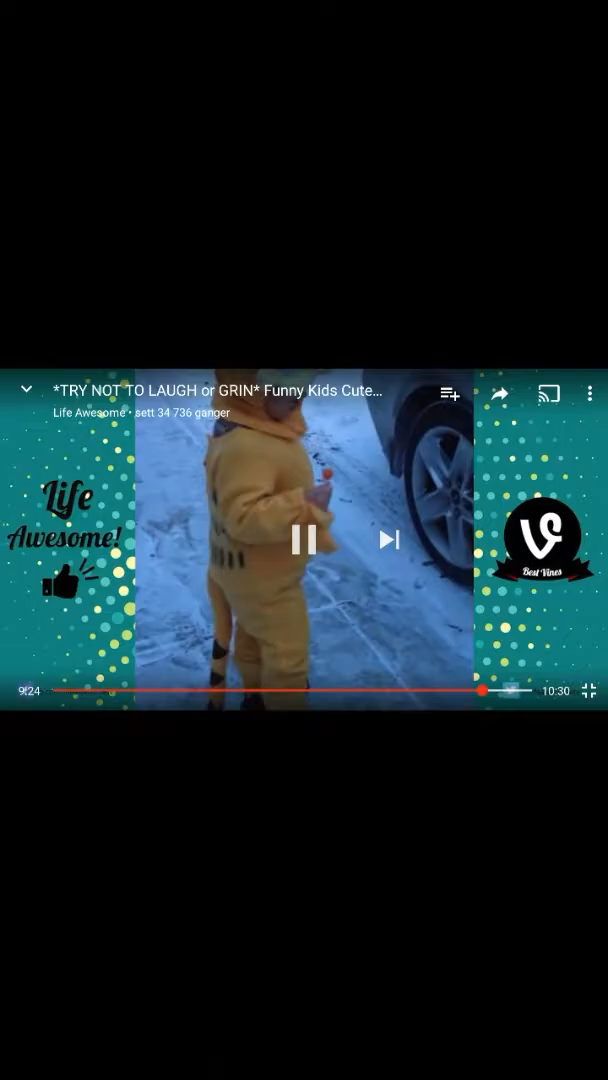 *TRY NOT TO LAUGH or GRIN* Funny Kids Cute...
Life Awesome • sett 34 736 ganger
Life
Awesome!
Best Vines
9:24
10:30